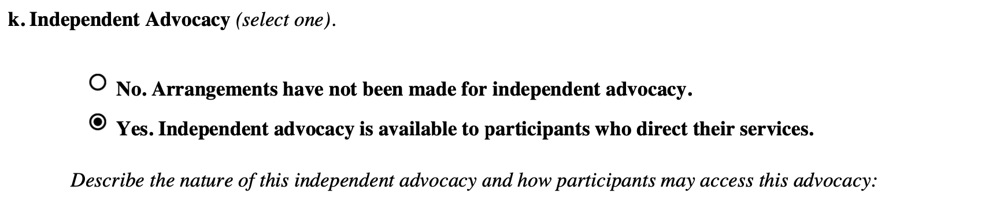 k. Independent Advocacy (select one).
No. Arrangements have not been made for independent advocacy.
Yes. Independent advocacy is available to participants who direct their services.
Describe the nature of this independent advocacy and how participants may access this advocacy: